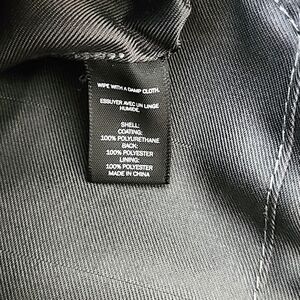 WIPE WITH A DAMP CLOTH.
ESSUYER AVEC UN LINGE
HUMIDE.
SHELL:
COATING:
100% POLYURETHANE
BACK:
100% POLYESTER
LINING:
100% POLYESTER
MADE IN CHINA